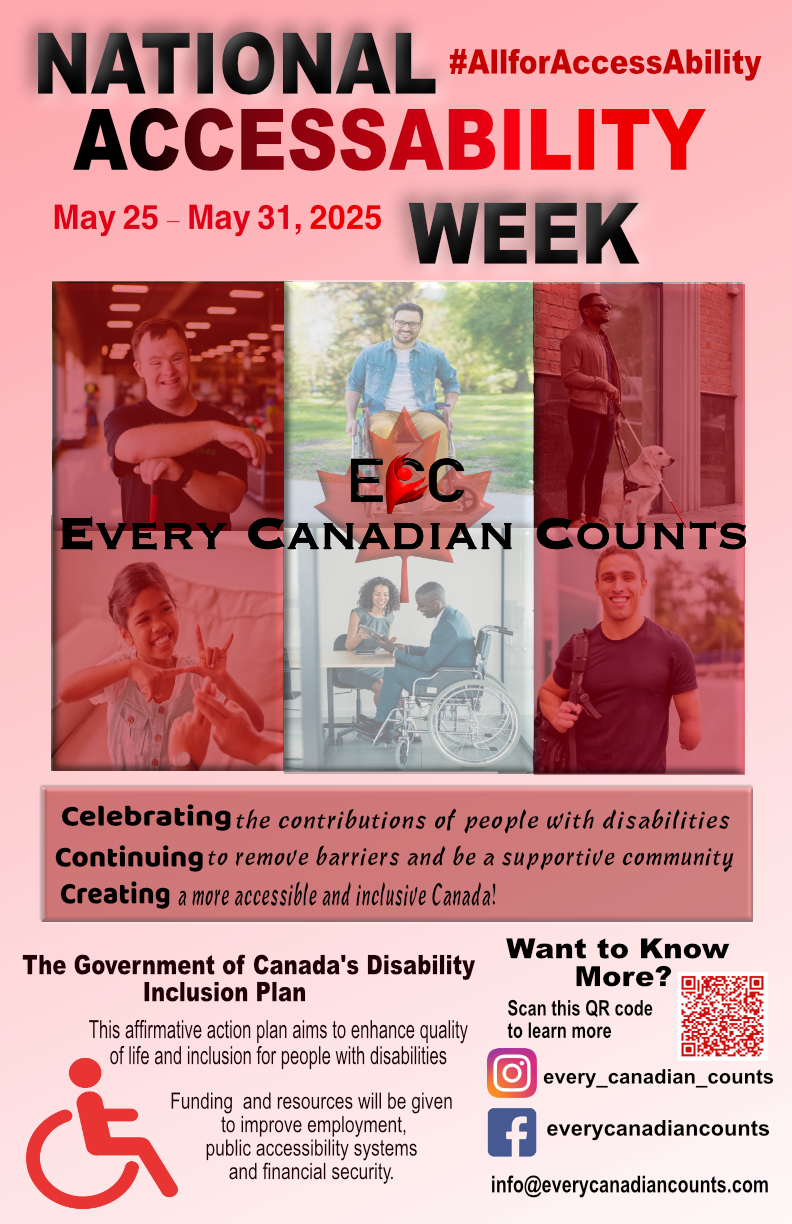 NATIONAL
#AllforAccessAbility
ACCESSABILITY
May 25 – May 31, 2025
WEEK
ECC
EVERY CANADIAN COUNTS
Celebrating the contributions of people with disabilities
Continuing to remove barriers and be a supportive community
Creating a more accessible and inclusive Canada!
The Government of Canada's Disability
Inclusion Plan
This affirmative action plan aims to enhance quality
of life and inclusion for people with disabilities
Funding and resources will be given
to improve employment,
public accessibility systems
and financial security.
Want to Know
More?
Scan this QR code
to learn more
every_canadian_counts
everycanadiancounts
info@everycanadiancounts.com